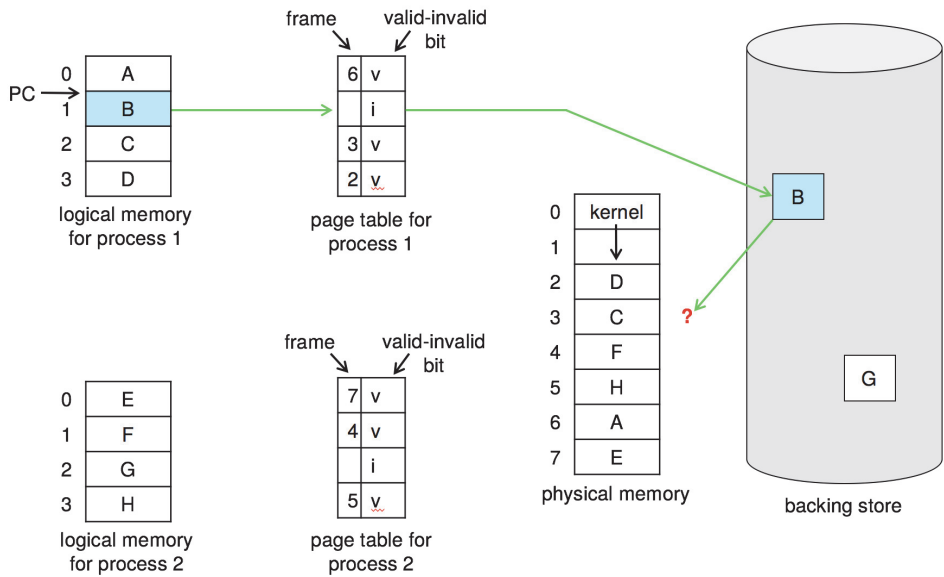 frame
valid-invalid
bit
PC
0 A
1 B
2 C
3 D
logical memory
for process 1
6 v
i
3 v
2 v
page table for
process 1
0 kernel
1
2 D
3 C
4 F
5 H
6 A
7 E
physical memory
?
B
G
backing store
frame
valid-invalid
bit
0 E
1 F
2 G
3 H
logical memory
for process 2
7 v
4 v
i
5 v
page table for
process 2